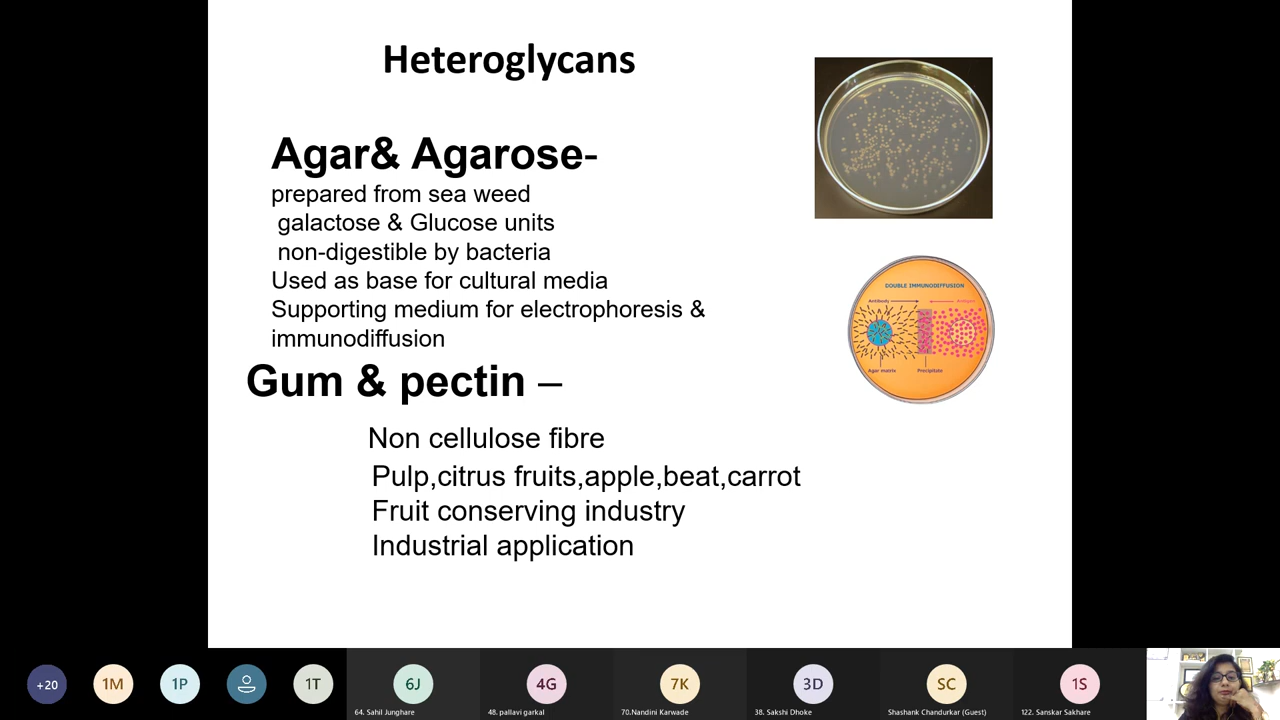 Heteroglycans
Agar& Agarose-
prepared from sea weed
galactose & Glucose units
non-digestible by bacteria
Used as base for cultural media
Supporting medium for electrophoresis &
immunodiffusion
DOUBLE IMMUNODIFFUSION
Antibody
Antigen
Agar matrix
Precipitate
Gum & pectin –
Non cellulose fibre
Pulp,citrus fruits,apple,beat,carrot
Fruit conserving industry
Industrial application
+20
1M
1P
1T
6J
4G
7K
3D
SC
1S
64. Sahil Junghare
48. pallavi garkal
70.Nandini Karwade
38. Sakshi Dhoke
Shashank Chandurkar (Guest)
122. Sanskar Sakhare